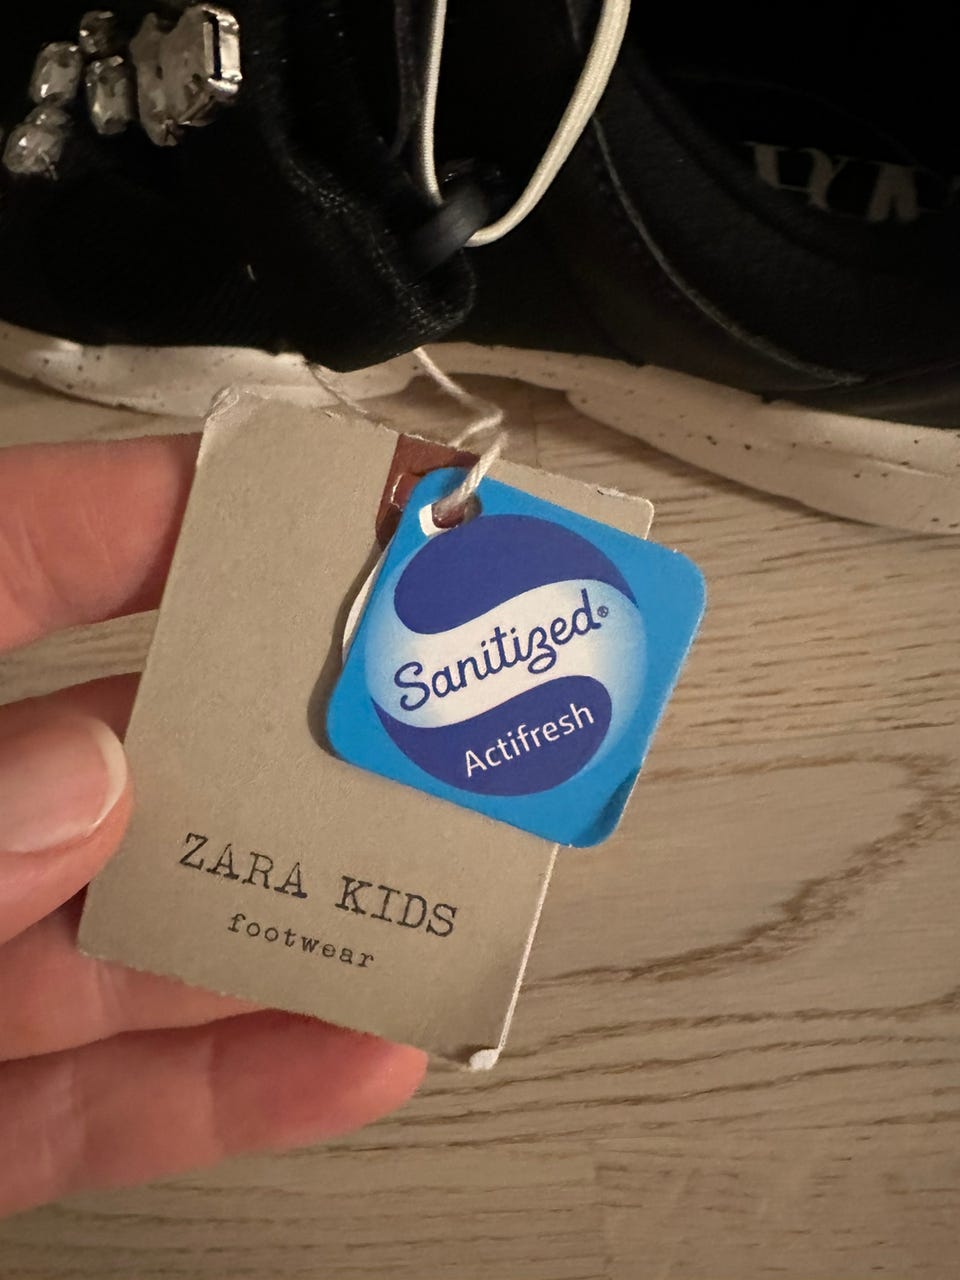 Sanitized®
Actifresh
ZARA KIDS
footwear